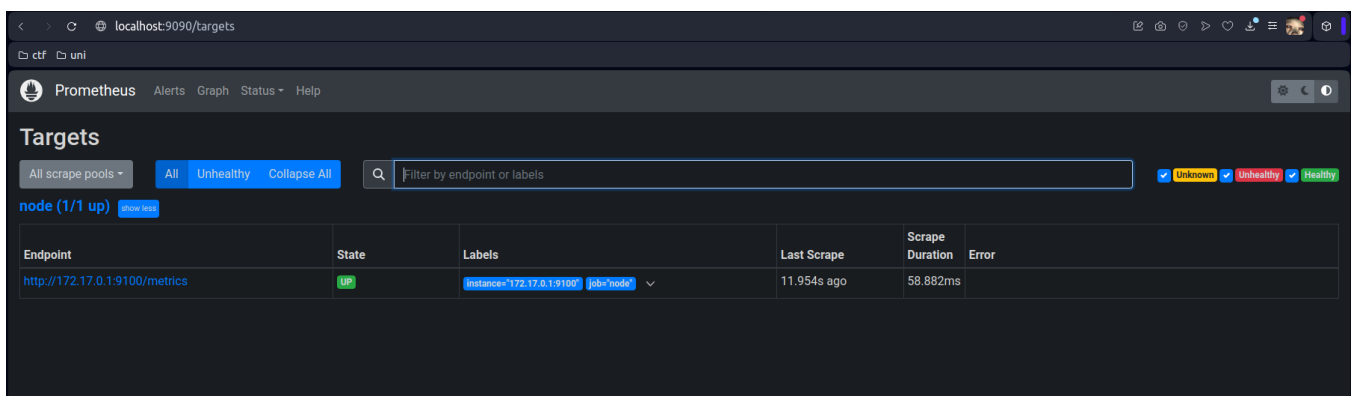 localhost:9090/targets
ctf uni
Prometheus Alerts Graph Status Help
Targets
All scrape pools All Unhealthy Collapse All Filter by endpoint or labels Unknown Unhealthy Healthy
node (1/1 up) show less
Endpoint State Labels Last Scrape Scrape Duration Error
http://172.17.0.1:9100/metrics UP instance="172.17.0.1:9100" job="node" 11.954s ago 58.882ms